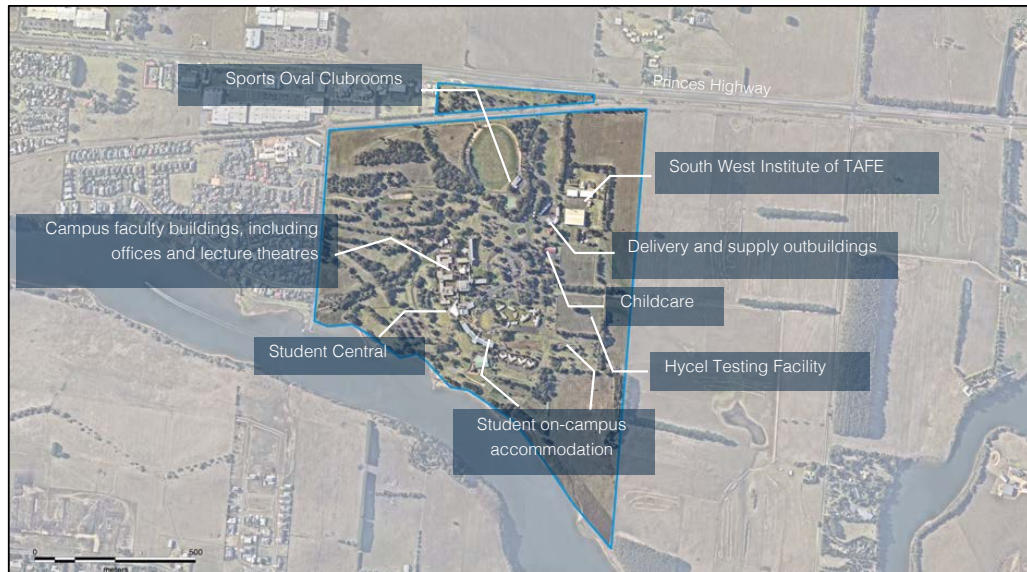 Sports Oval Clubrooms
Princes Highway
South West Institute of TAFE
Campus faculty buildings, including
offices and lecture theatres
Delivery and supply outbuildings
Childcare
Student Central
Hycel Testing Facility
Student on-campus
accommodation
0 500
meters